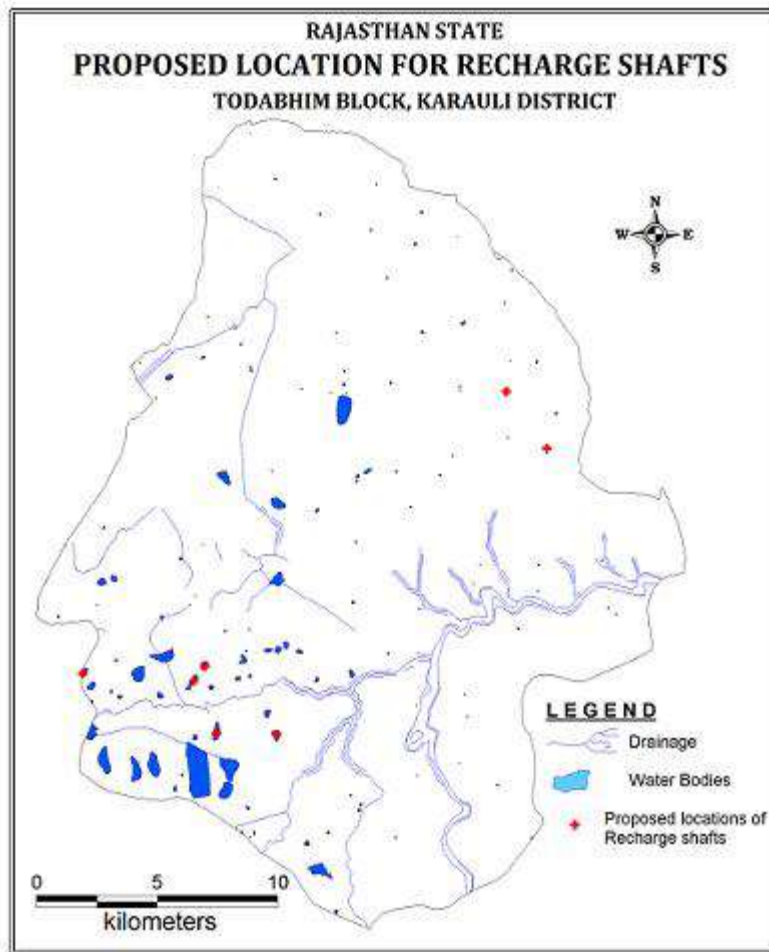 RAJASTHAN STATE
PROPOSED LOCATION FOR RECHARGE SHAFTS
TODABHIM BLOCK, KARAULI DISTRICT
N
W E
S
LEGEND
Drainage
Water Bodies
Proposed locations of
Recharge shafts
0 5 10
kilometers